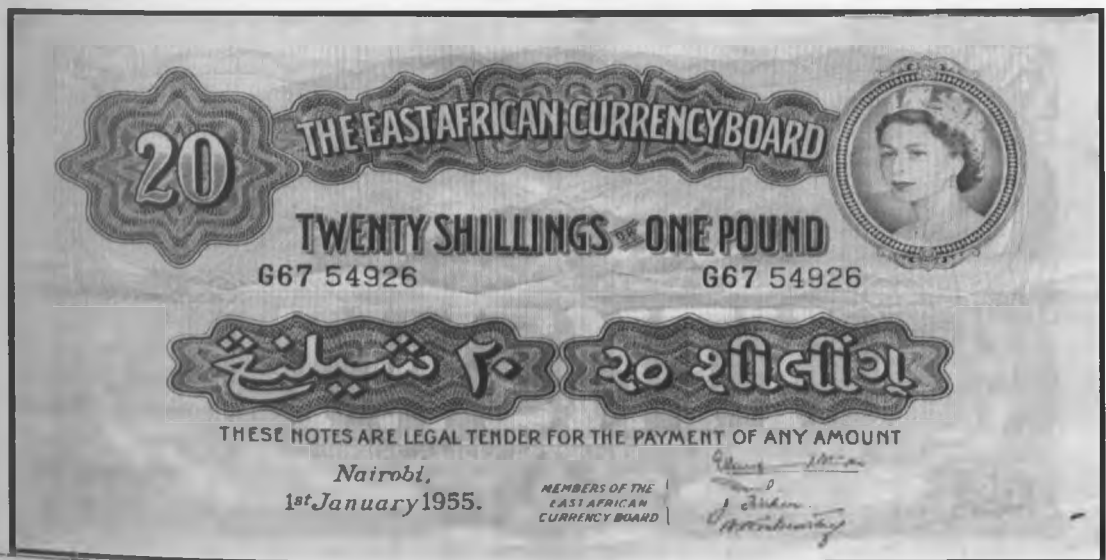 20
THE EAST AFRICAN CURRENCY BOARD
TWENTY SHILLINGS OR ONE POUND
G67 54926 G67 54926
٢٠ شيلنج
૨૦ શીલીંગ્
THESE NOTES ARE LEGAL TENDER FOR THE PAYMENT OF ANY AMOUNT
Nairobi,
1st January 1955.
MEMBERS OF THE
EAST AFRICAN
CURRENCY BOARD